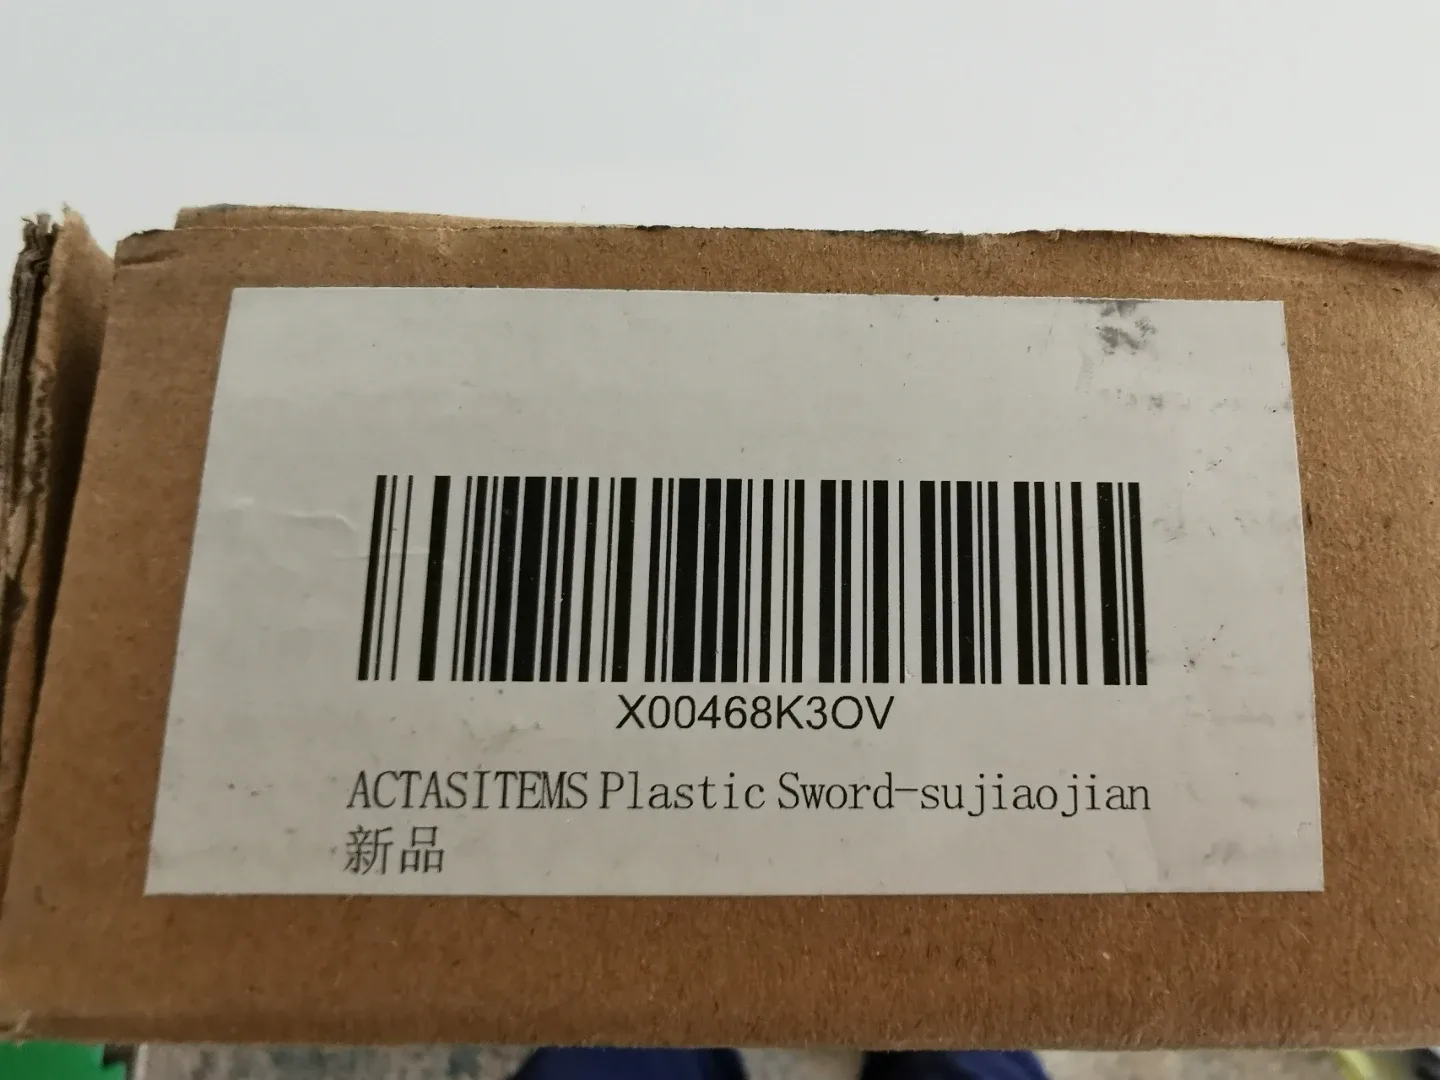 X00468K3OV
ACTASITEMS Plastic Sword-sujiaojian
新品